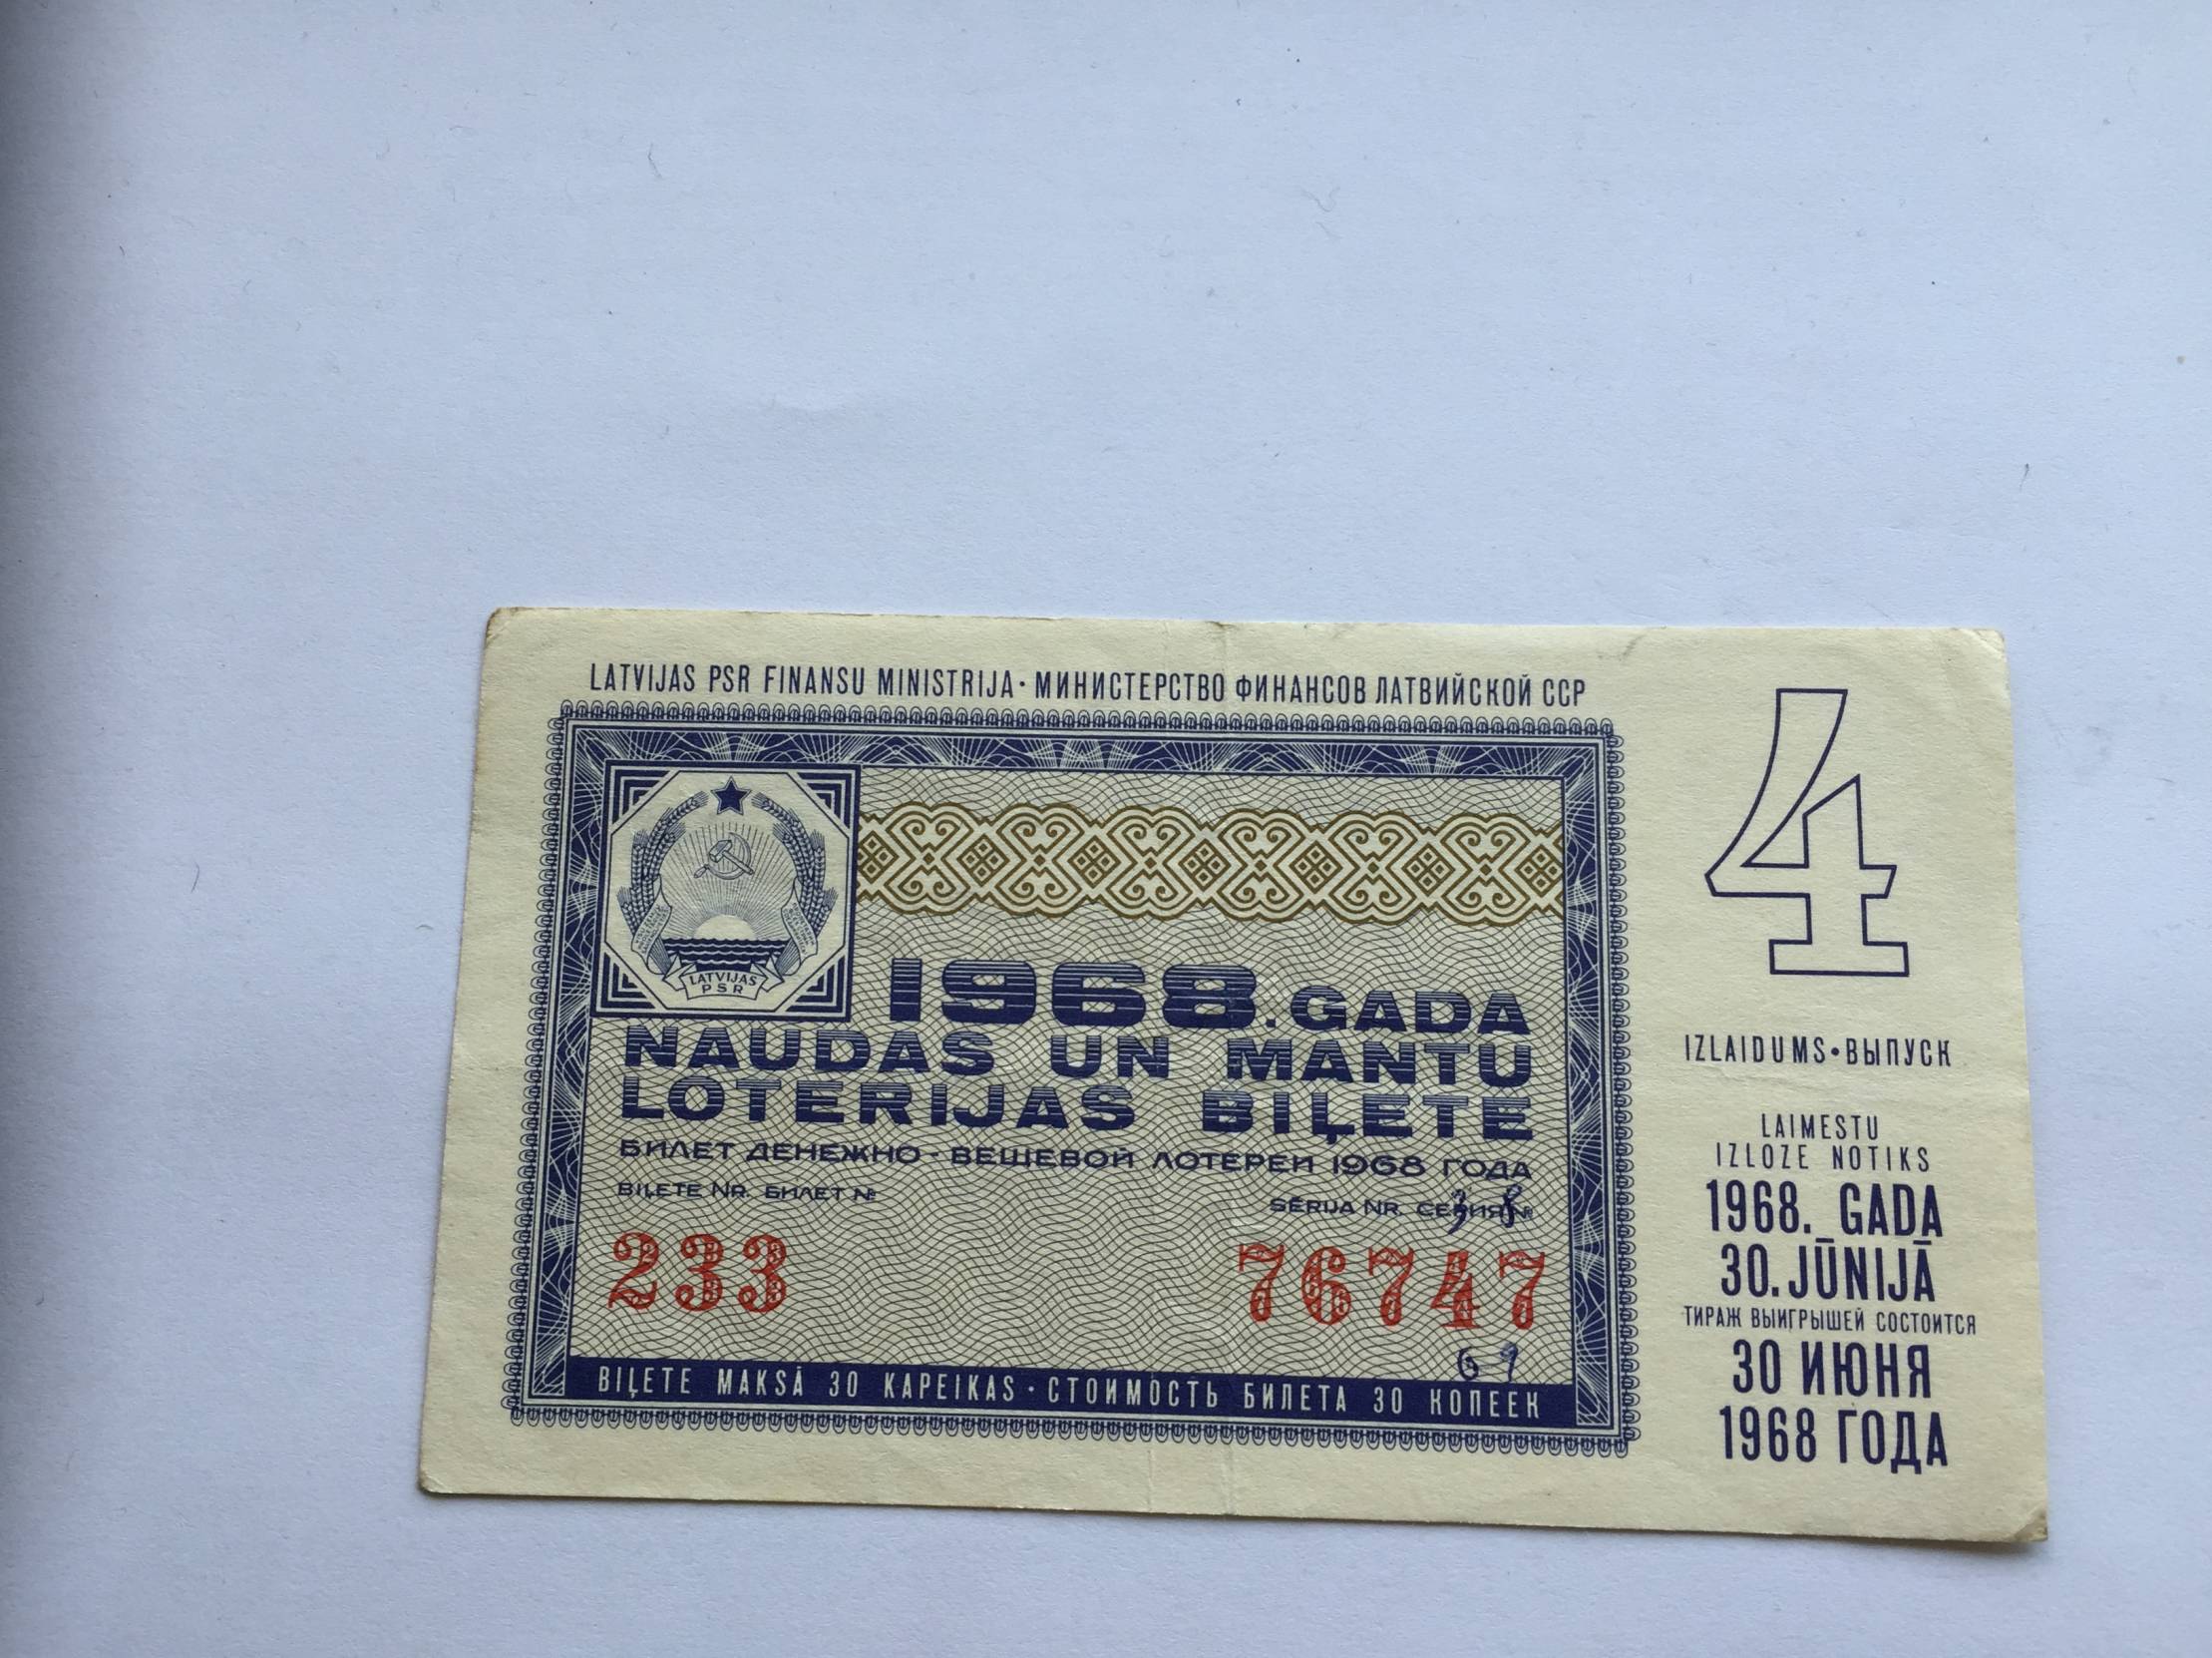 LATVIJAS PSR FINANSU MINISTRIJA · МИНИСТЕРСТВО ФИНАНСОВ ЛАТВИЙСКОЙ ССР
LATVIJAS
PSR
1968. GADA
NAUDAS UN MANTU
LOTERIJAS BIĻETE
БИЛЕТ ДЕНЕЖНО-ВЕЩЕВОЙ ЛОТЕРЕИ 1968 ГОДА
BIĻETE NR. БИЛЕТ №
SĒRIJA NR. СЕРИЯ №
3 8
233
76747
69
BIĻETE MAKSĀ 30 KAPEIKAS · СТОИМОСТЬ БИЛЕТА 30 КОПЕЕК
4
IZLAIDUMS • ВЫПУСК
LAIMESTU
IZLOZE NOTIKS
1968. GADA
30. JŪNIJĀ
ТИРАЖ ВЫИГРЫШЕЙ СОСТОИТСЯ
30 ИЮНЯ
1968 ГОДА